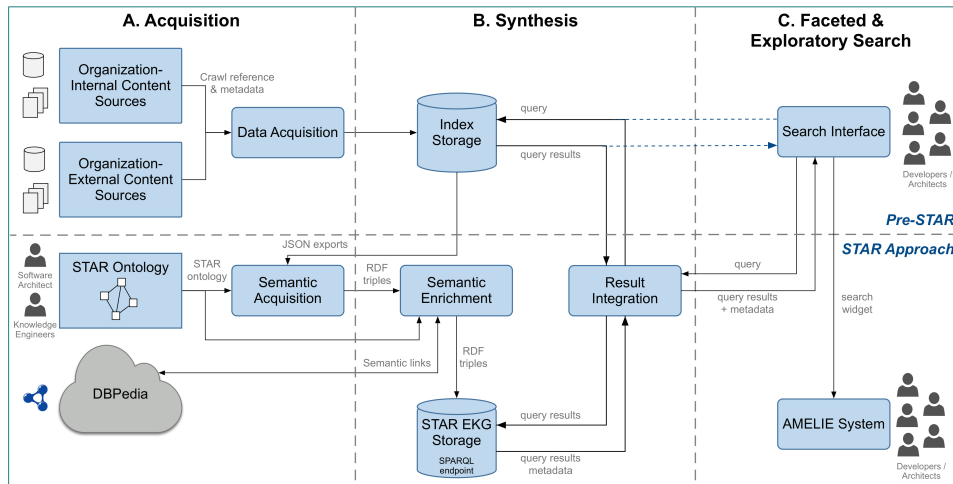 A. Acquisition
B. Synthesis
C. Faceted &
Exploratory Search
Organization-
Internal Content
Sources
Crawl reference
& metadata
Data Acquisition
Organization-
External Content
Sources
Index
Storage
query
query results
Search Interface
Developers /
Architects
Pre-STAR
STAR Approach
Software
Architect
Knowledge
Engineers
STAR Ontology
STAR
ontology
JSON exports
Semantic
Acquisition
RDF
triples
Semantic
Enrichment
Result
Integration
query
query results
+ metadata
search
widget
Semantic links
RDF
triples
DBPedia
STAR EKG
Storage
SPARQL
endpoint
query results
query results
metadata
AMELIE System
Developers /
Architects